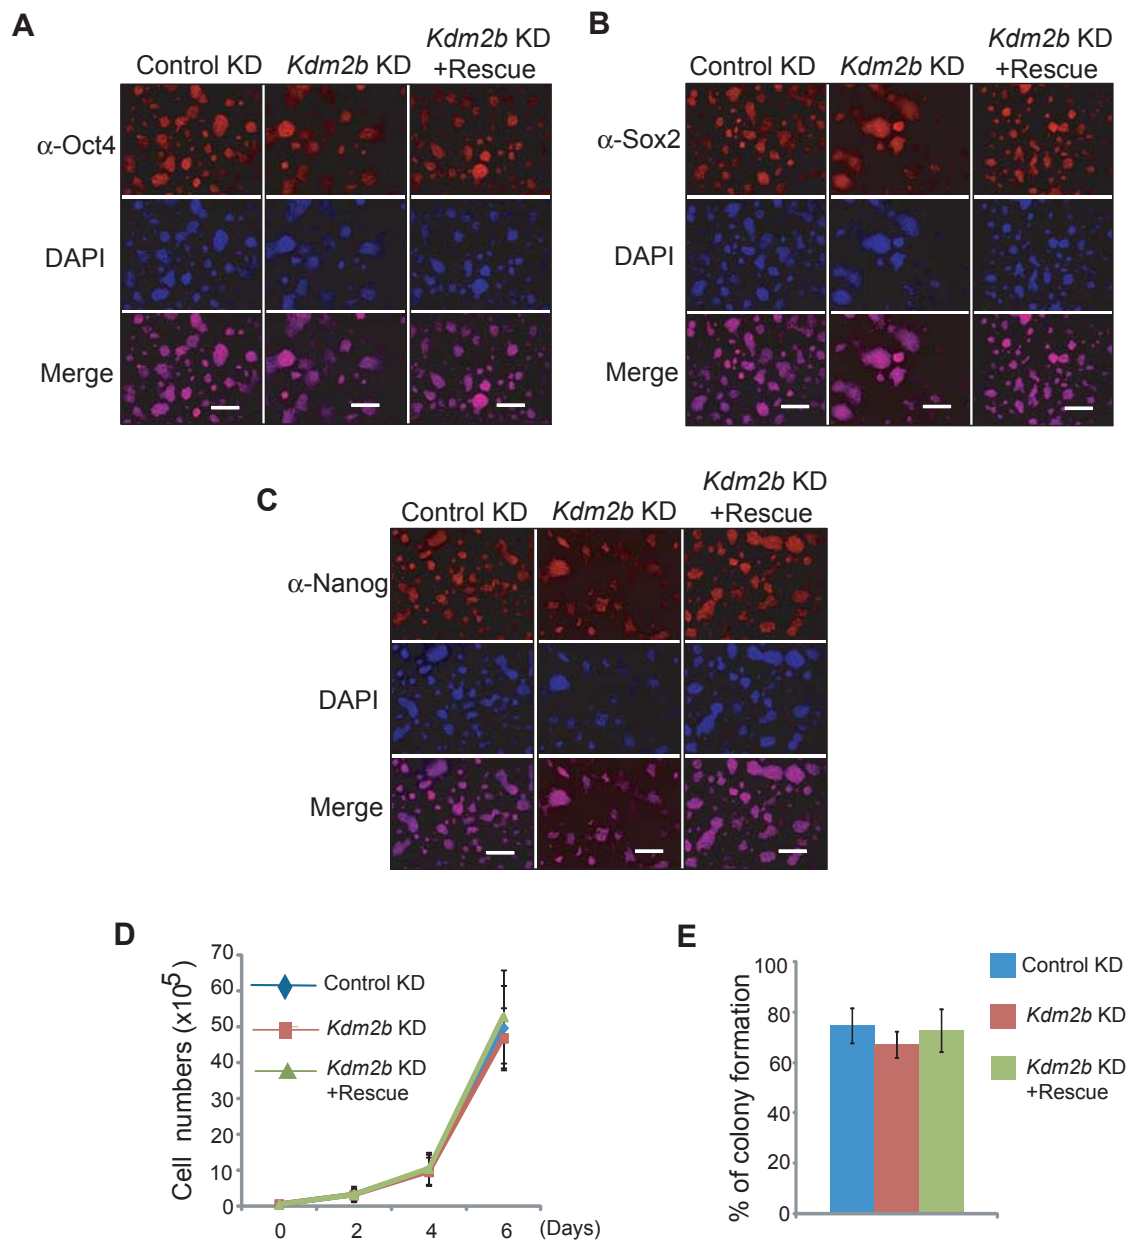 A
Control KD
Kdm2b KD
Kdm2b KD
+Rescue
α-Oct4
DAPI
Merge
B
Control KD
Kdm2b KD
Kdm2b KD
+Rescue
α-Sox2
DAPI
Merge
C
Control KD
Kdm2b KD
Kdm2b KD
+Rescue
α-Nanog
DAPI
Merge
D
Cell numbers (x10⁵)
70
60
50
40
30
20
10
0
0 2 4 6 (Days)
Control KD
Kdm2b KD
Kdm2b KD
+Rescue
E
% of colony formation
100
80
60
40
20
0
Control KD
Kdm2b KD
Kdm2b KD
+Rescue